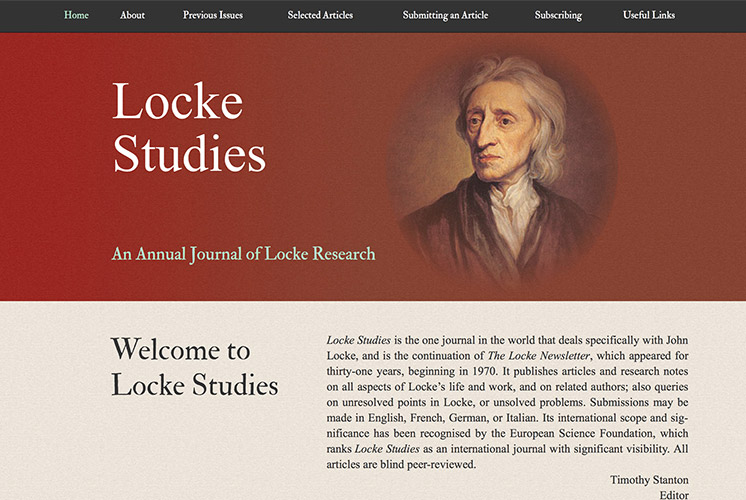 Home About Previous Issues Selected Articles Submitting an Article Subscribing Useful Links
Locke
Studies
An Annual Journal of Locke Research
Welcome to
Locke Studies
Locke Studies is the one journal in the world that deals specifically with John
Locke, and is the continuation of The Locke Newsletter, which appeared for
thirty-one years, beginning in 1970. It publishes articles and research notes
on all aspects of Locke's life and work, and on related authors; also queries
on unresolved points in Locke, or unsolved problems. Submissions may be
made in English, French, German, or Italian. Its international scope and sig-
nificance has been recognised by the European Science Foundation, which
ranks Locke Studies as an international journal with significant visibility. All
articles are blind peer-reviewed.
Timothy Stanton
Editor